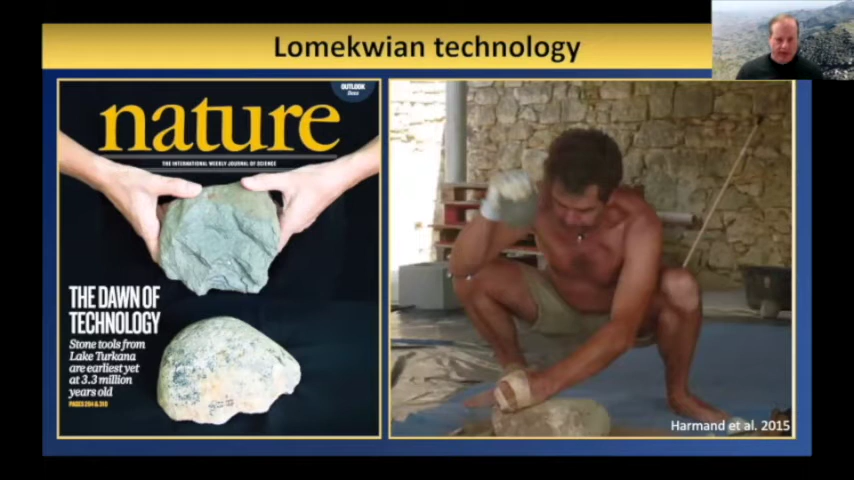 Lomekwian technology
OUTLOOK
nature
THE INTERNATIONAL WEEKLY JOURNAL OF SCIENCE
THE DAWN OF
TECHNOLOGY
Stone tools from
Lake Turkana
are earliest yet
at 3.3 million
years old
Harmand et al. 2015